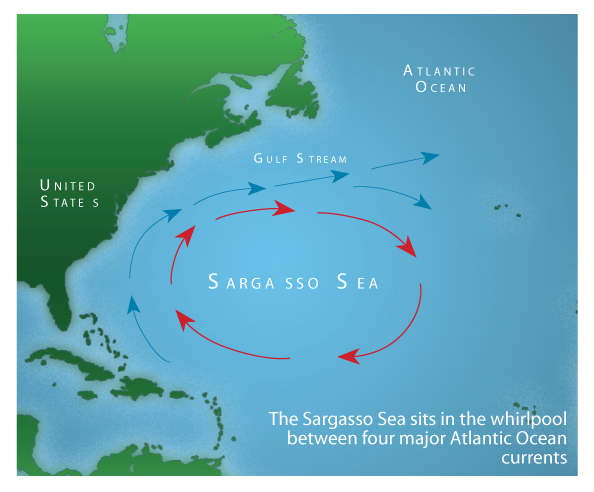 ATLANTIC
OCEAN
GULF STREAM
UNITED
STATES
SARGASSO SEA
The Sargasso Sea sits in the whirlpool
between four major Atlantic Ocean
currents